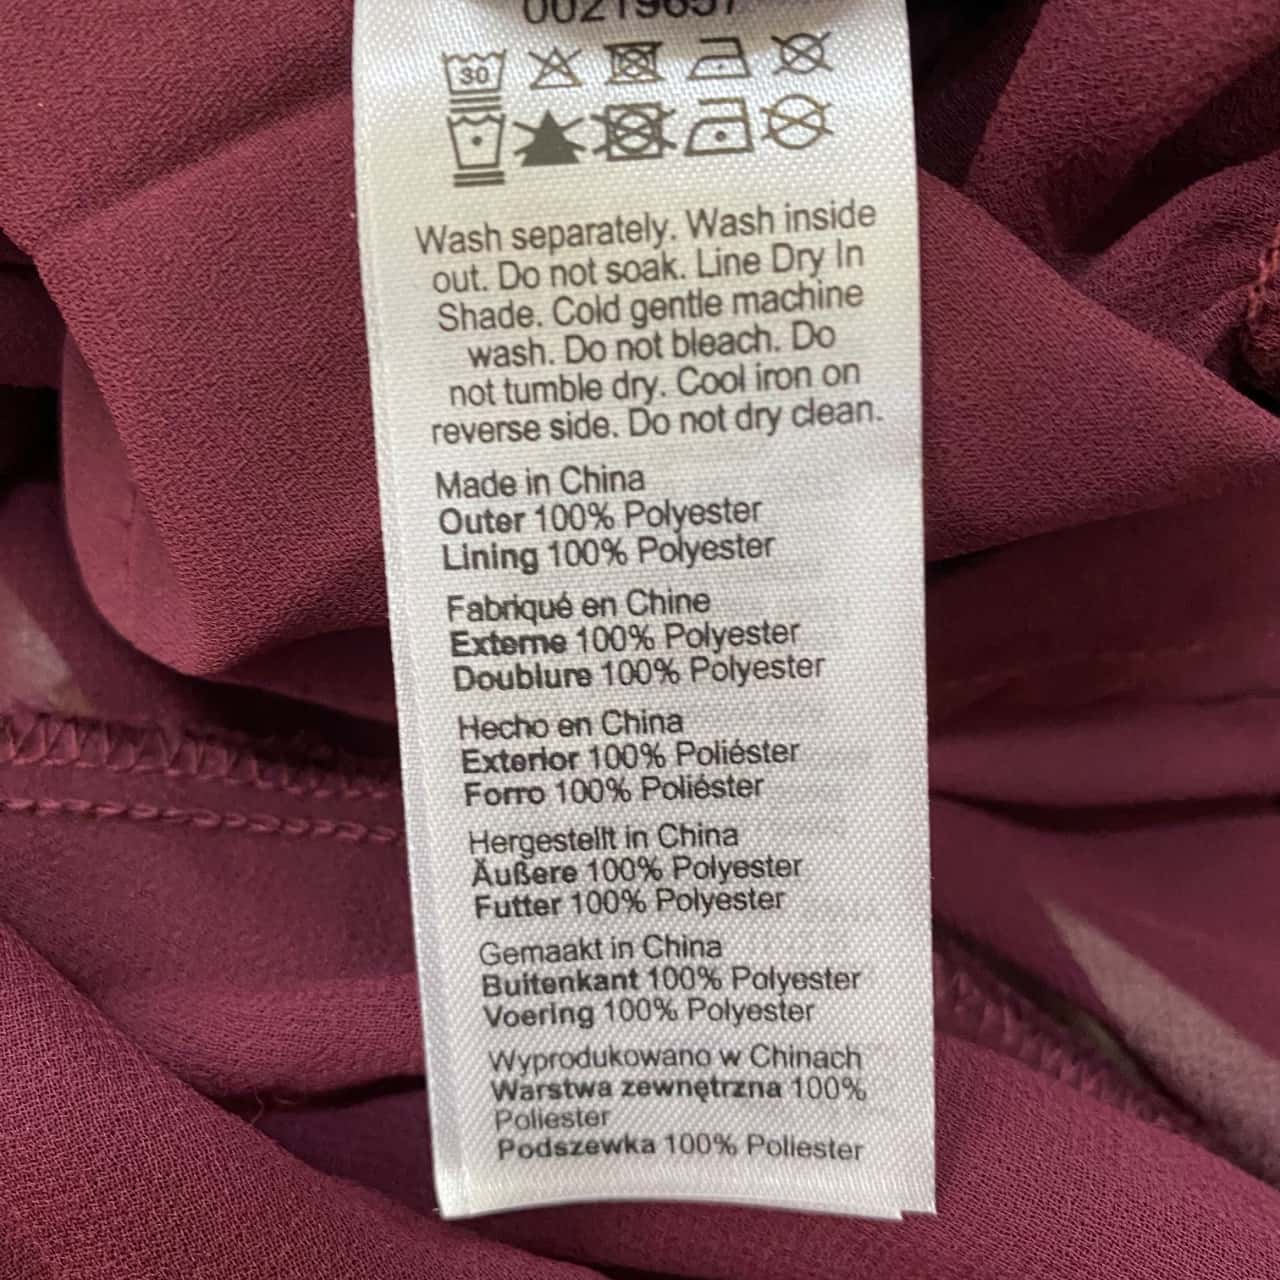 30
Wash separately. Wash inside
out. Do not soak. Line Dry In
Shade. Cold gentle machine
wash. Do not bleach. Do
not tumble dry. Cool iron on
reverse side. Do not dry clean.
Made in China
Outer 100% Polyester
Lining 100% Polyester
Fabriqué en Chine
Externe 100% Polyester
Doublure 100% Polyester
Hecho en China
Exterior 100% Poliéster
Forro 100% Poliéster
Hergestellt in China
Äußere 100% Polyester
Futter 100% Polyester
Gemaakt in China
Buitenkant 100% Polyester
Voering 100% Polyester
Wyprodukowano w Chinach
Warstwa zewnętrzna 100%
Poliester
Podszewka 100% Poliester